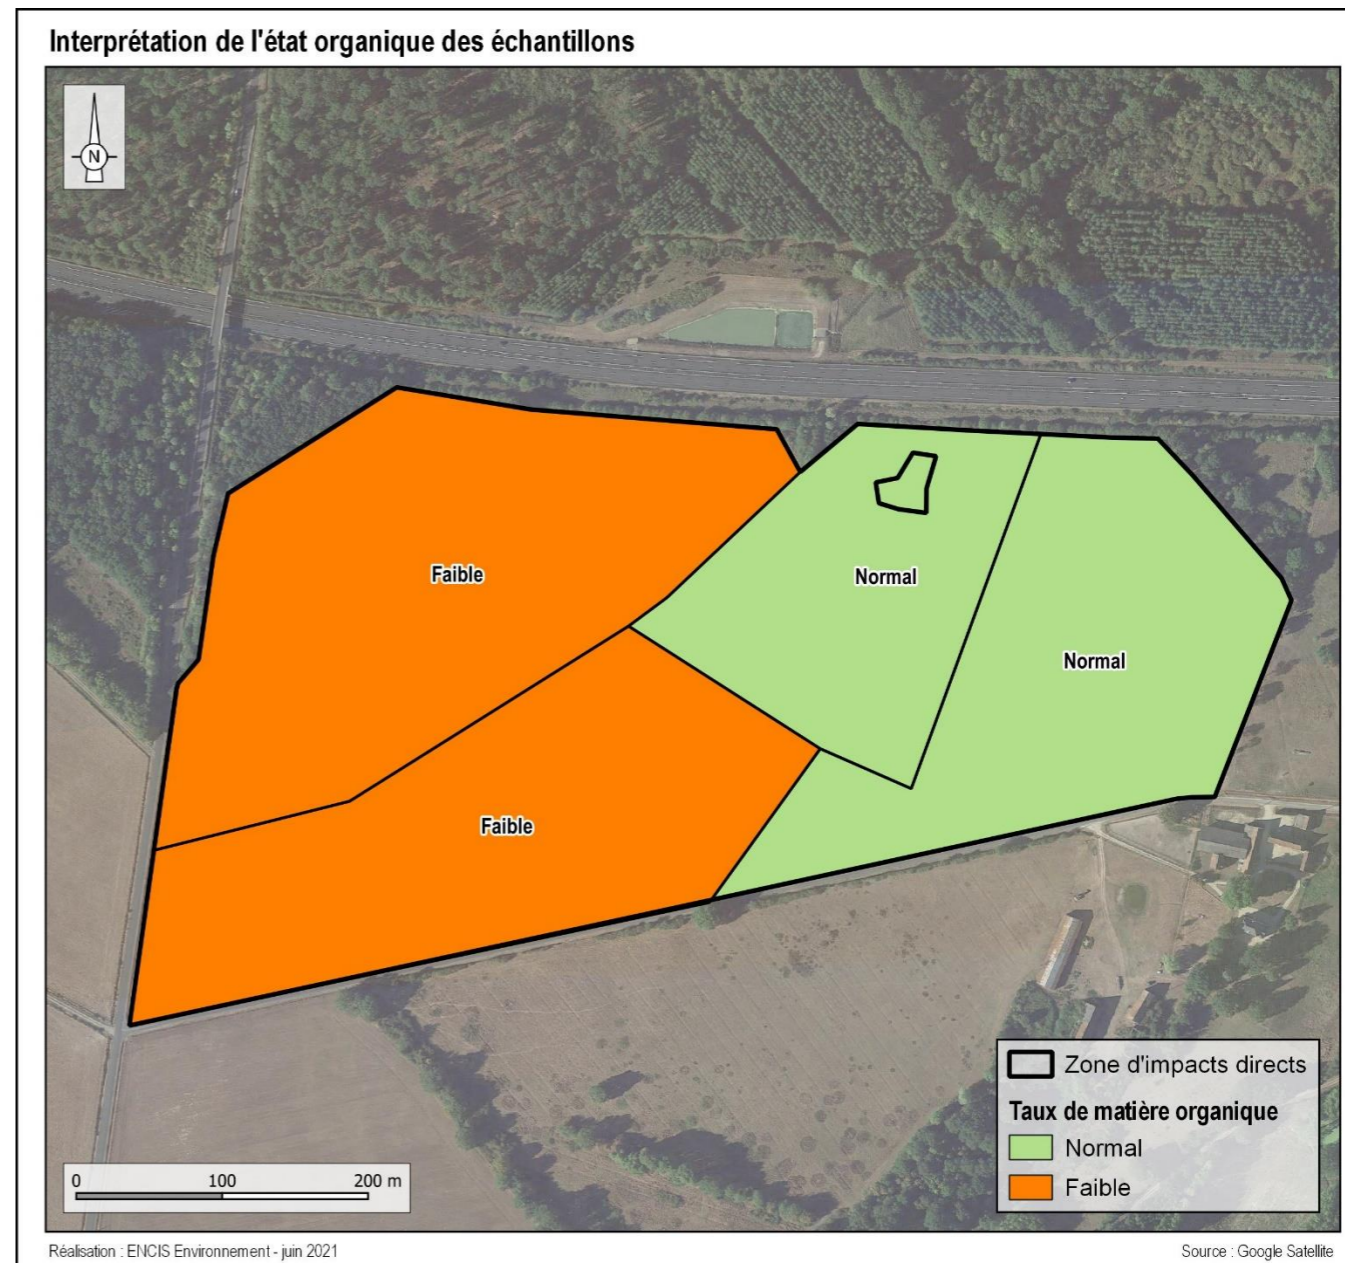 Interprétation de l'état organique des échantillons
N
Faible
Normal
Normal
Faible
Zone d'impacts directs
Taux de matière organique
Normal
Faible
0 100 200 m
Réalisation : ENCIS Environnement - juin 2021
Source : Google Satellite